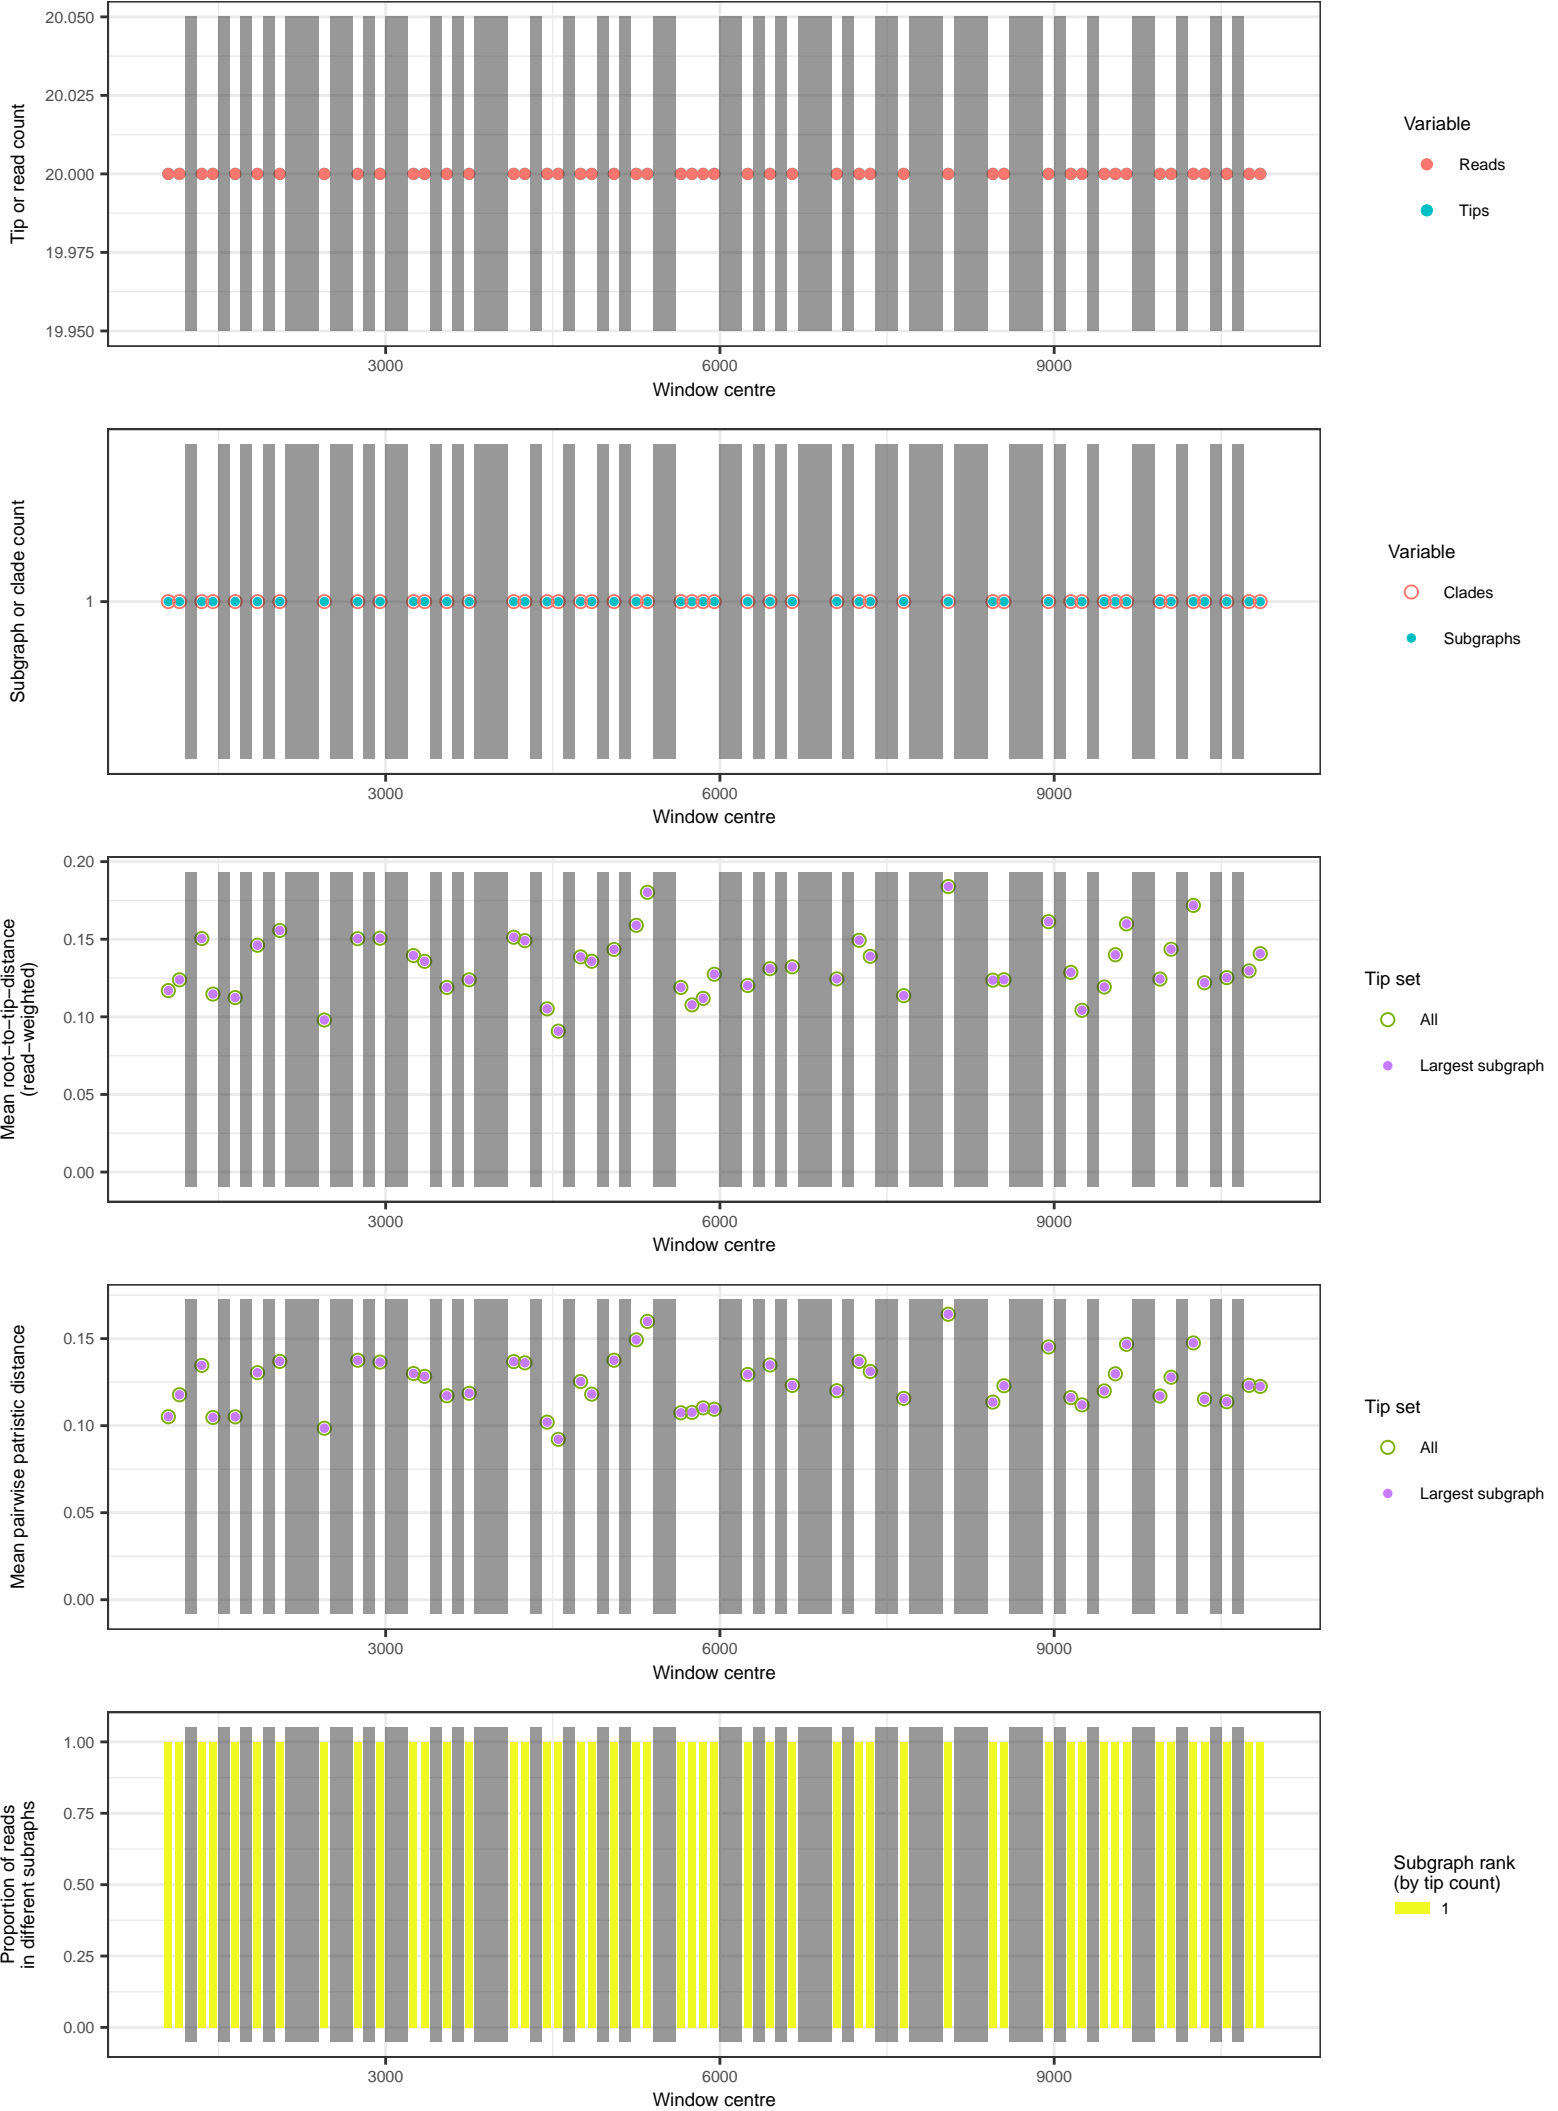 20.050
20.025
20.000
19.975
19.950
Tip or read count
3000
6000
9000
Window centre
Variable
Reads
Tips
1
Subgraph or clade count
3000
6000
9000
Window centre
Variable
Clades
Subgraphs
0.20
0.15
0.10
0.05
0.00
Mean root−to−tip−distance
(read−weighted)
3000
6000
9000
Window centre
Tip set
All
Largest subgraph
0.15
0.10
0.05
0.00
Mean pairwise patristic distance
3000
6000
9000
Window centre
Tip set
All
Largest subgraph
1.00
0.75
0.50
0.25
0.00
Proportion of reads
in different subraphs
3000
6000
9000
Window centre
Subgraph rank
(by tip count)
1